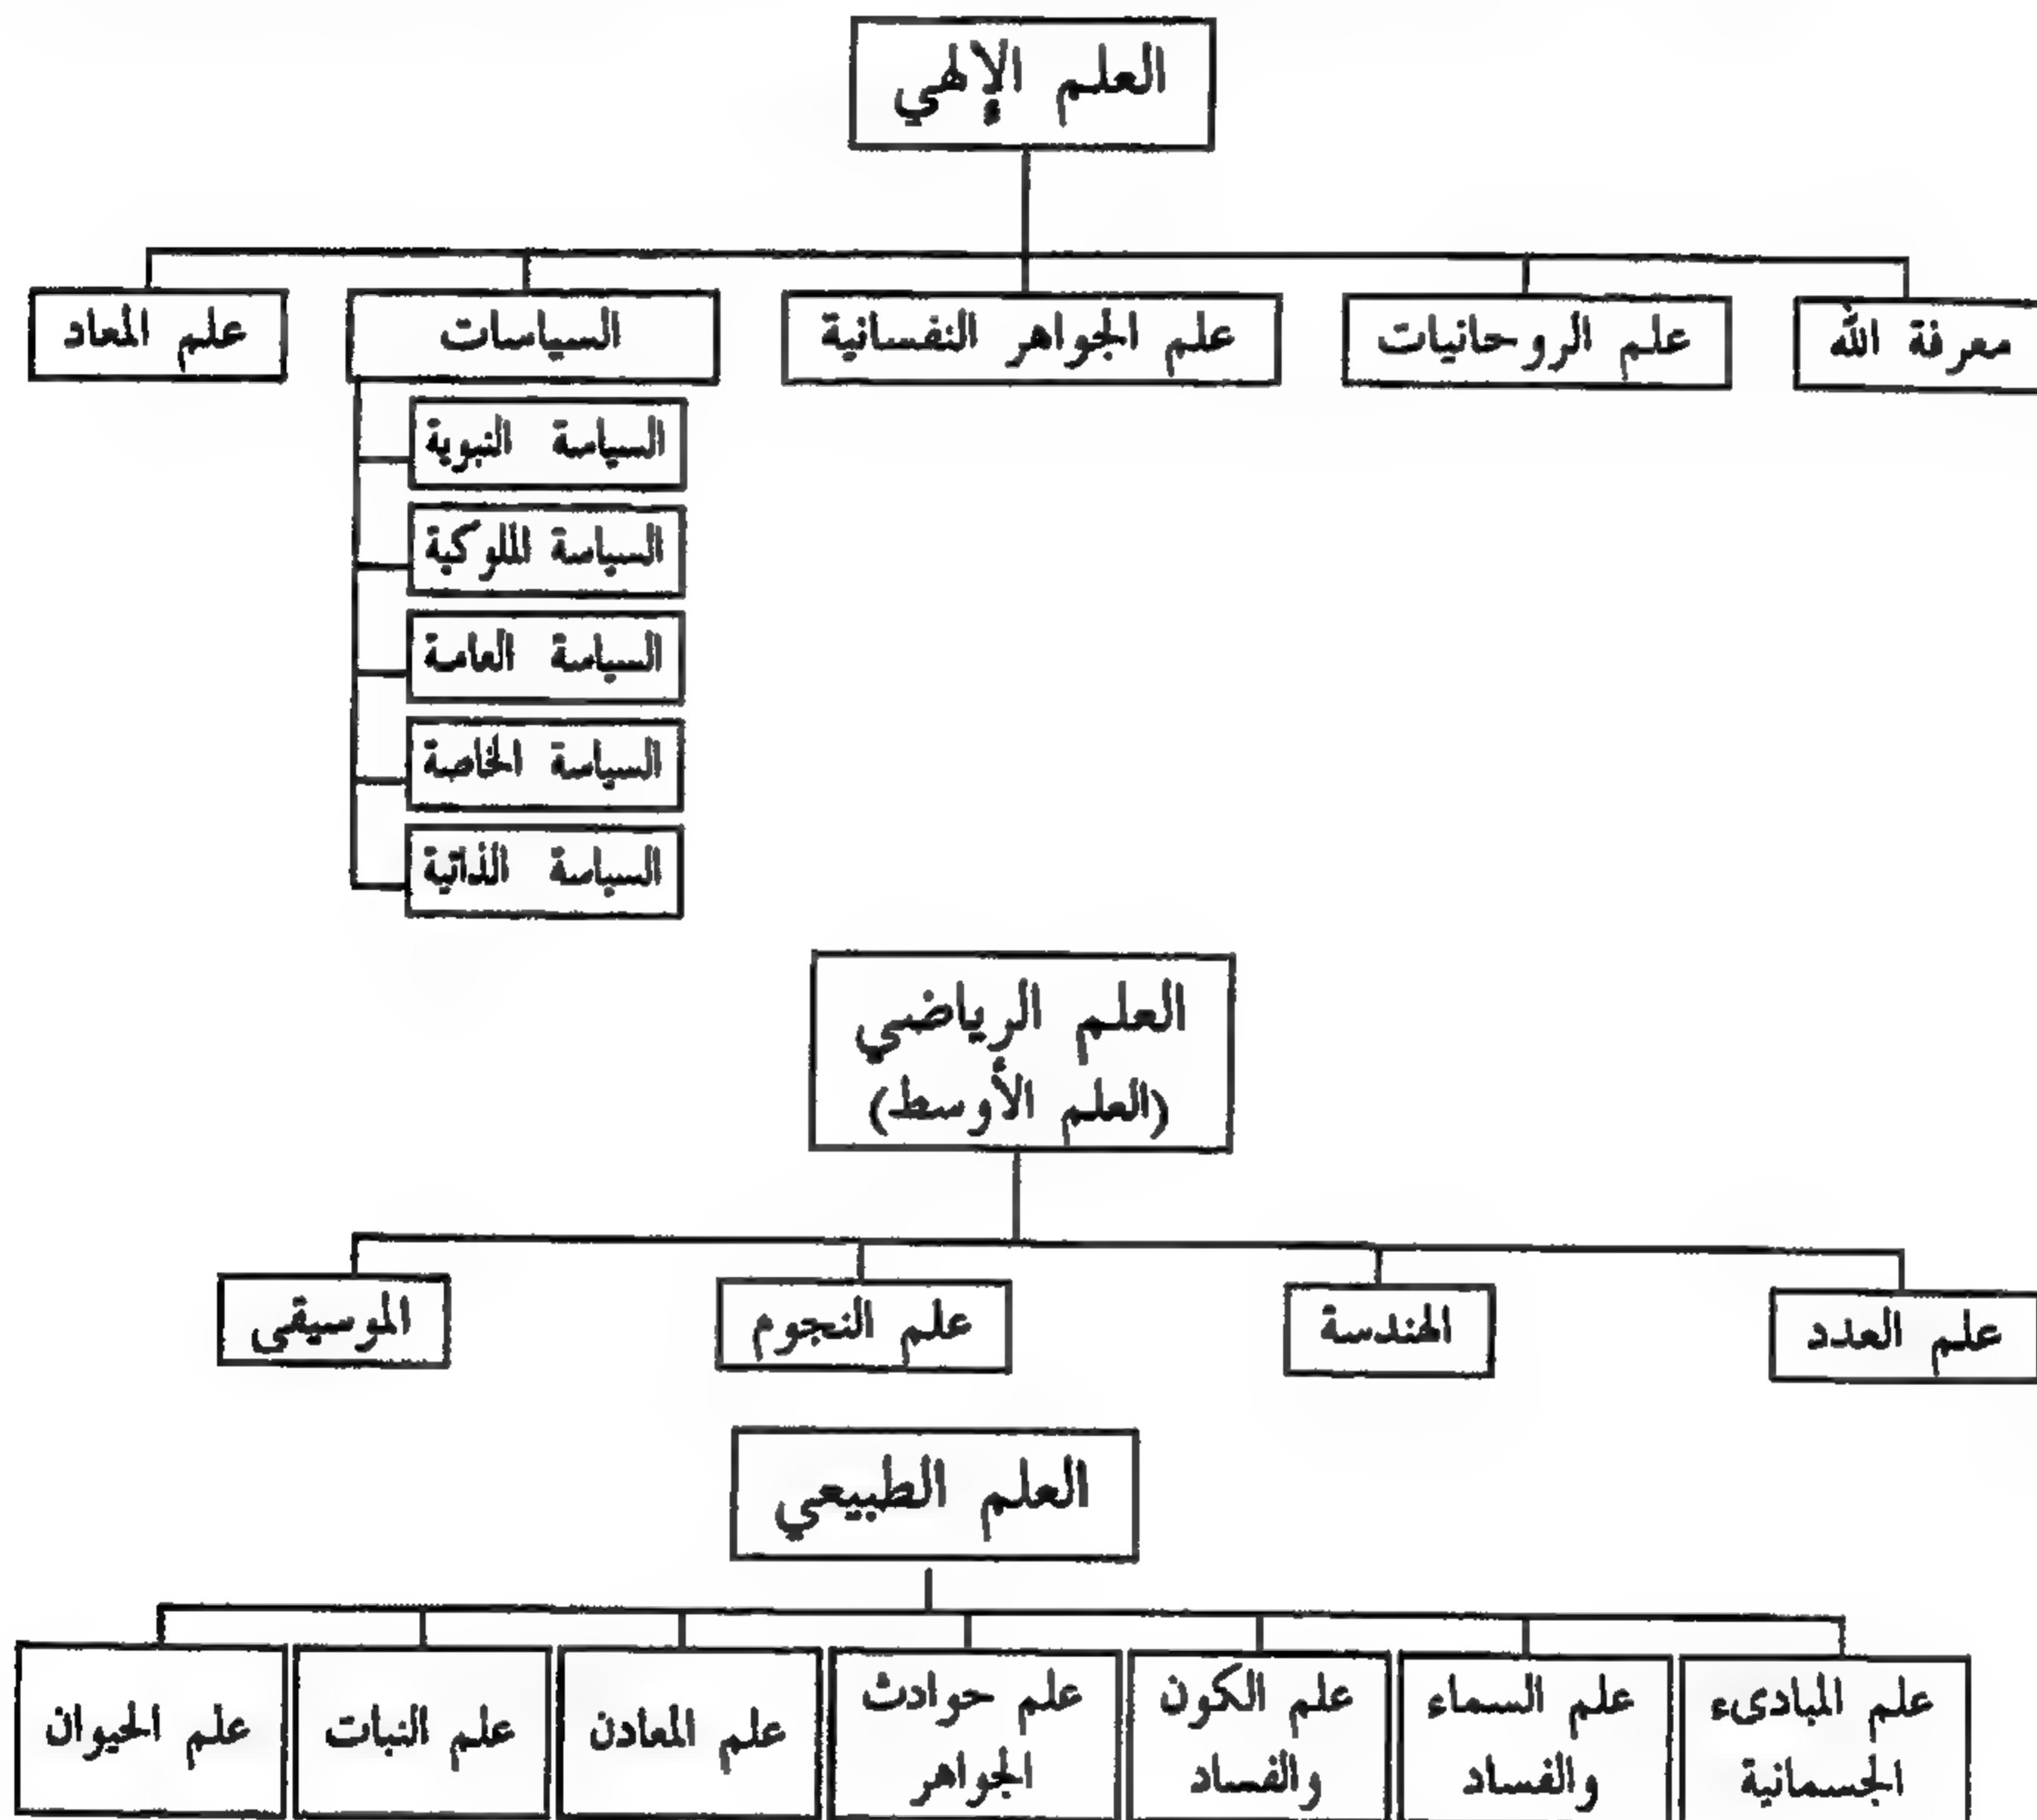 العلم الإلهي
معرفة الله
علم الروحانيات
علم الجواهر النفسانية
السياسات
علم المعاد
السياسة النبوية
السياسة الملوكية
السياسة العامة
السياسة الخاصة
السياسة الذاتية
العلم الرياضي
(العلم الأوسط)
علم العدد
الهندسة
علم النجوم
الموسيقى
العلم الطبيعي
علم المبادىء
الجسمانية
علم السماء
والفساد
علم الكون
والفساد
علم حوادث
الجواهر
علم المعادن
علم النبات
علم الحيوان